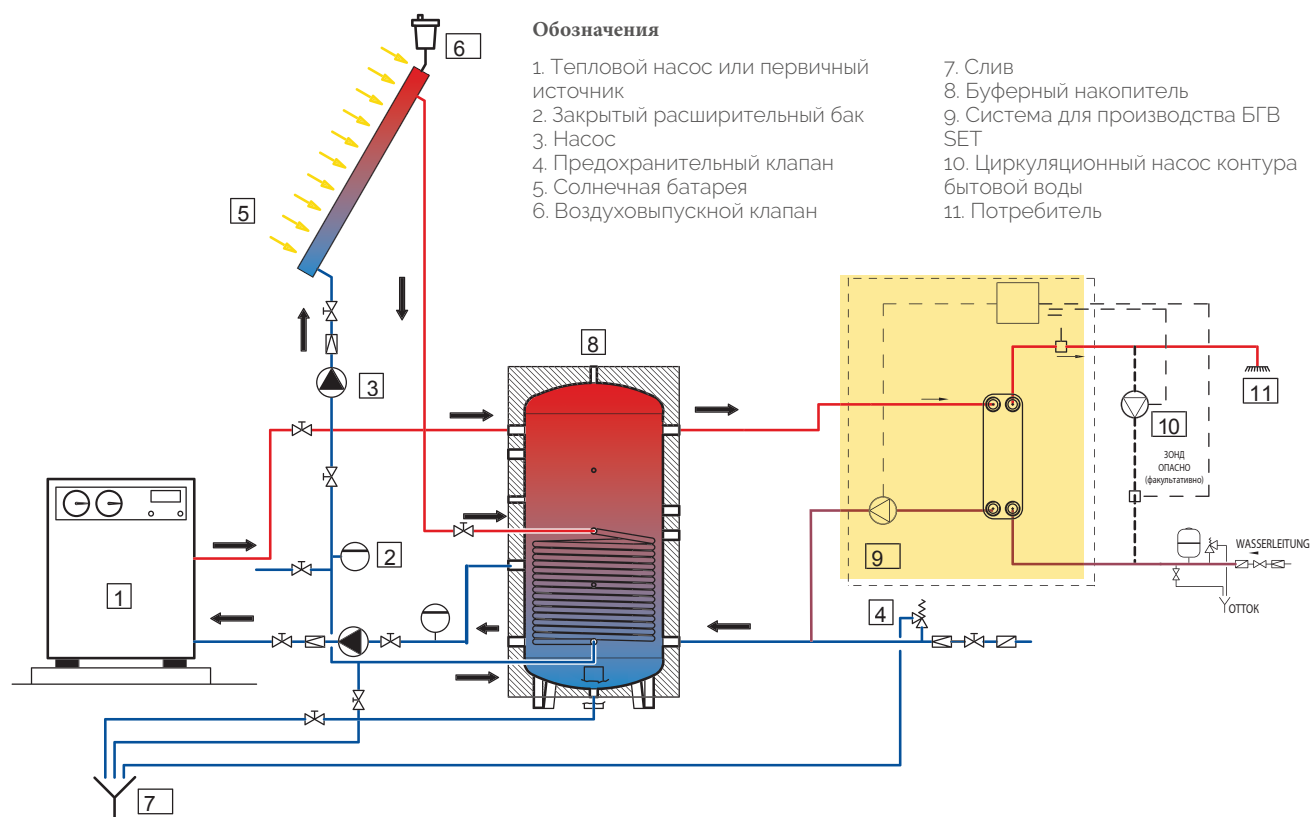 Обозначения
1. Тепловой насос или первичный
источник
2. Закрытый расширительный бак
3. Насос
4. Предохранительный клапан
5. Солнечная батарея
6. Воздуховыпускной клапан
7. Слив
8. Буферный накопитель
9. Система для производства БГВ
SET
10. Циркуляционный насос контура
бытовой воды
11. Потребитель
6
5
8
3
11
10
ЗОНД
ОПАСНО
(факультативно)
2
9
WASSERLEITUNG
1
4
ОТТОК
7